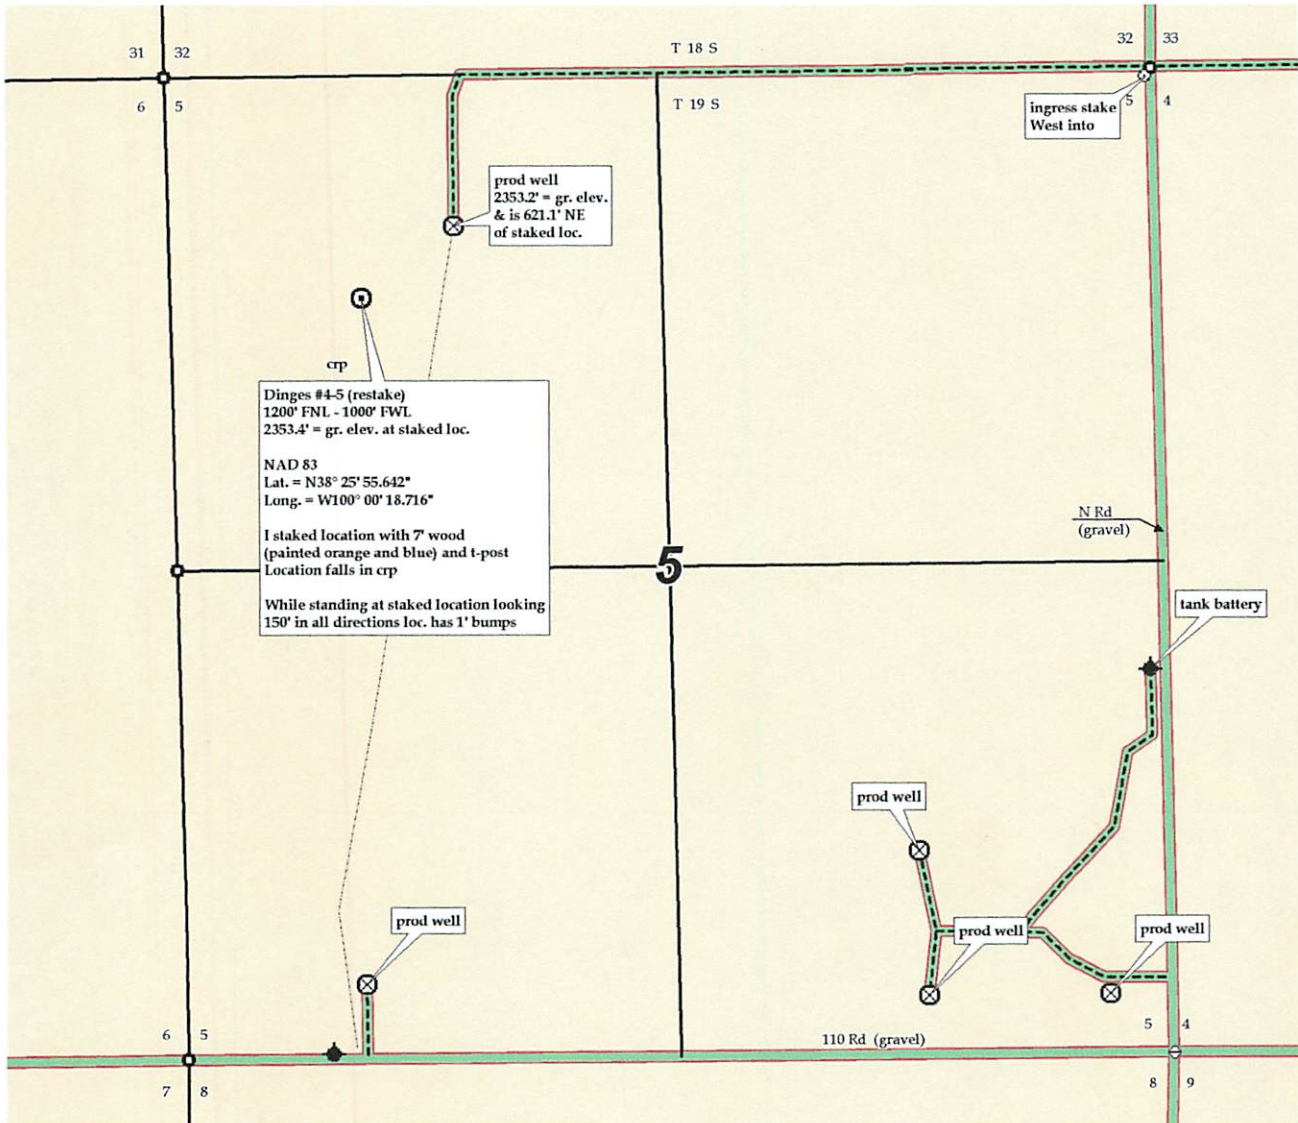 31 32
T 18 S
32 33
6 5
T 19 S
5 4
ingress stake
West into
prod well
2353.2' = gr. elev.
& is 621.1' NE
of staked loc.
crp
Dinges #4-5 (restake)
1200' FNL - 1000' FWL
2353.4' = gr. elev. at staked loc.
NAD 83
Lat. = N38° 25' 55.642"
Long. = W100° 00' 18.716"
I staked location with 7' wood
(painted orange and blue) and t-post
Location falls in crp
While standing at staked location looking
150' in all directions loc. has 1' bumps
N Rd
(gravel)
5
tank battery
prod well
prod well
prod well
prod well
6 5
5 4
110 Rd (gravel)
7 8
8 9